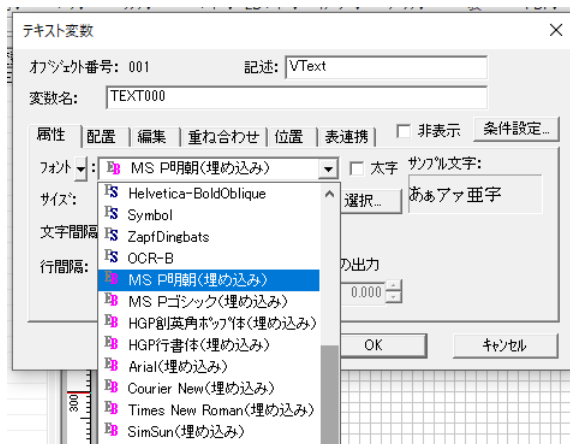 テキスト変数
オブジェクト番号: 001 記述: VText
変数名: TEXT000
属性 配置 編集 重ね合わせ 位置 表連携 非表示 条件設定...
フォント : MS P明朝(埋め込み) 太字 サンプル文字:
サイズ: 選択... あぁアァ亜宇
Helvetica-BoldOblique
Symbol
文字間隔
ZapfDingbats
OCR-B
行間隔: の出力
MS P明朝(埋め込み)
MS Pゴシック(埋め込み) 0.000
HGP創英角ポップ体(埋め込み)
HGP行書体(埋め込み) OK キャンセル
Arial(埋め込み)
Courier New(埋め込み)
Times New Roman(埋め込み)
SimSun(埋め込み)
300